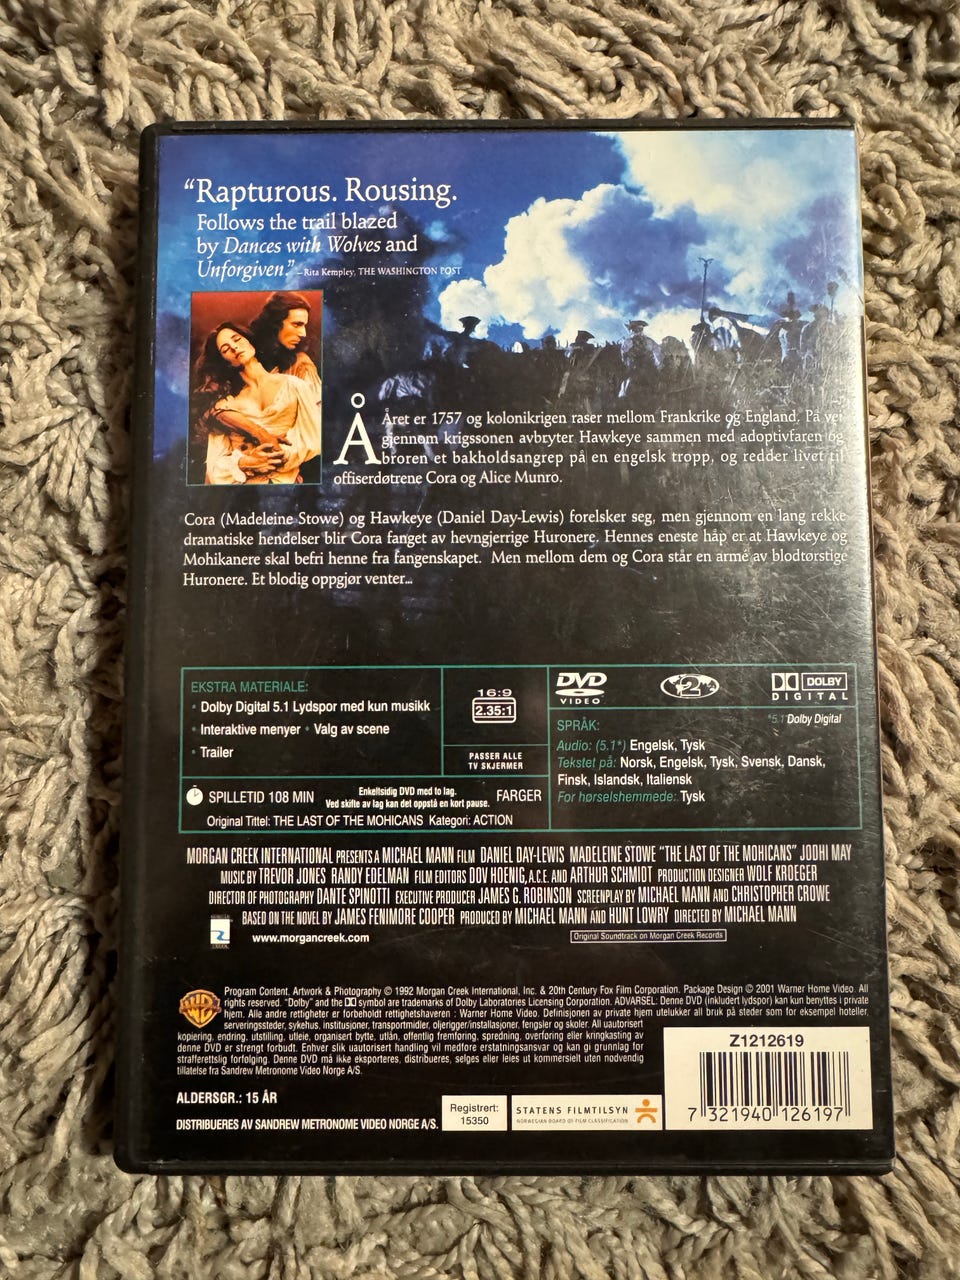 “Rapturous. Rousing.
Follows the trail blazed
by Dances with Wolves and
Unforgiven.” – Rita Kempley, THE WASHINGTON POST
Å Året er 1757 og kolonikrigen raser mellom Frankrike og England. På vei
gjennom krigssonen avbryter Hawkeye sammen med adoptivfaren og
broren et bakholdsangrep på en engelsk tropp, og redder livet til
offiserdøtrene Cora og Alice Munro.
Cora (Madeleine Stowe) og Hawkeye (Daniel Day-Lewis) forelsker seg, men gjennom en lang rekke
dramatiske hendelser blir Cora fanget av hevngjerrige Huronere. Hennes eneste håp er at Hawkeye og
Mohikanere skal befri henne fra fangenskapet. Men mellom dem og Cora står en armé av blodtørstige
Huronere. Et blodig oppgjør venter...
EKSTRA MATERIALE:
• Dolby Digital 5.1 Lydspor med kun musikk
• Interaktive menyer • Valg av scene
• Trailer
16:9
2.35:1
PASSER ALLE
TV SKJERMER
SPILLETID 108 MIN
Enkeltsidig DVD med to lag.
Ved skifte av lag kan det oppstå en kort pause.
FARGER
Original Tittel: THE LAST OF THE MOHICANS Kategori: ACTION
DVD
VIDEO
2
DOLBY
DIGITAL
*5.1 Dolby Digital
SPRÅK:
Audio: (5.1*) Engelsk, Tysk
Tekstet på: Norsk, Engelsk, Tysk, Svensk, Dansk,
Finsk, Islandsk, Italiensk
For hørselshemmede: Tysk
MORGAN CREEK INTERNATIONAL PRESENTS A MICHAEL MANN FILM DANIEL DAY-LEWIS MADELEINE STOWE “THE LAST OF THE MOHICANS” JODHI MAY
MUSIC BY TREVOR JONES RANDY EDELMAN FILM EDITORS DOV HOENIG, A.C.E. AND ARTHUR SCHMIDT PRODUCTION DESIGNER WOLF KROEGER
DIRECTOR OF PHOTOGRAPHY DANTE SPINOTTI EXECUTIVE PRODUCER JAMES G. ROBINSON SCREENPLAY BY MICHAEL MANN AND CHRISTOPHER CROWE
BASED ON THE NOVEL BY JAMES FENIMORE COOPER PRODUCED BY MICHAEL MANN AND HUNT LOWRY DIRECTED BY MICHAEL MANN
www.morgancreek.com
Original Soundtrack on Morgan Creek Records
WB
Program Content, Artwork & Photography © 1992 Morgan Creek International, Inc. & 20th Century Fox Film Corporation. Package Design © 2001 Warner Home Video. All
rights reserved. "Dolby" and the DD symbol are trademarks of Dolby Laboratories Licensing Corporation. ADVARSEL: Denne DVD (inkludert lydspor) kan kun benyttes i private
hjem. Alle andre rettigheter er forbeholdt rettighetshaveren : Warner Home Video. Definisjonen av private hjem utelukker all bruk på steder som for eksempel hoteller,
serveringssteder, sykehus, institusjoner, transportmidler, oljerigger/installasjoner, fengsler og skoler. All uautorisert
kopiering, endring, utstilling, utleie, organisert bytte, utlån, offentlig fremføring, spredning, overføring eller kringkasting av
denne DVD er strengt forbudt. Enhver slik uautorisert handling vil medføre erstatningsansvar og kan gi grunnlag for
strafferettslig forfølging. Denne DVD må ikke eksporteres, distribueres, selges eller leies ut kommersielt uten nødvendig
tillatelse fra Sandrew Metronome Video Norge A/S.
ALDERSGR.: 15 ÅR
DISTRIBUERES AV SANDREW METRONOME VIDEO NORGE A/S.
Registrert:
15350
STATENS FILMTILSYN
NORWEGIAN BOARD OF FILM CLASSIFICATION
Z1212619
7 321940 126197